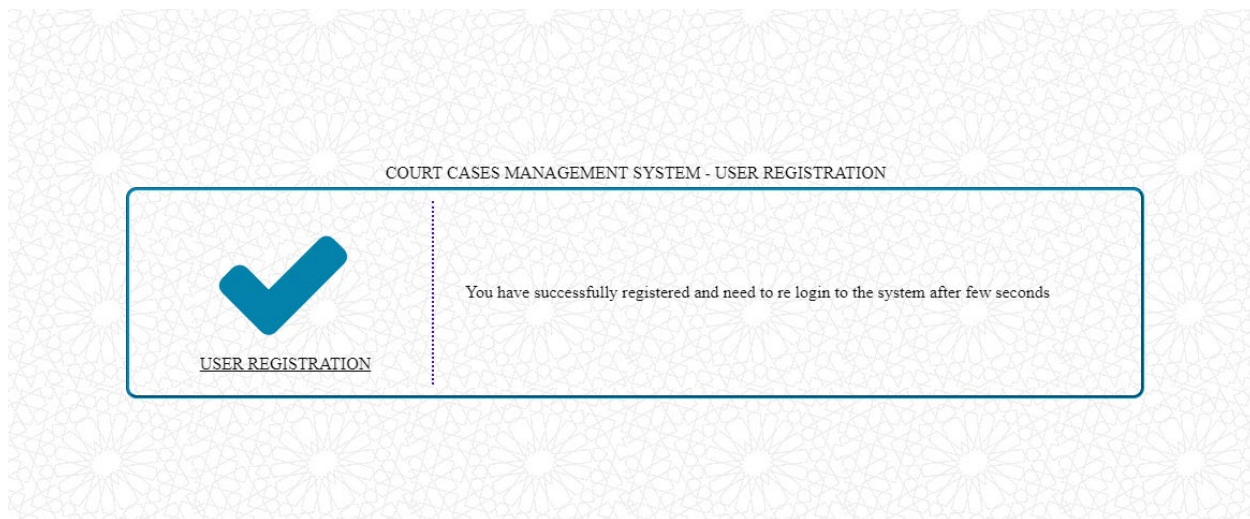 COURT CASES MANAGEMENT SYSTEM - USER REGISTRATION
You have successfully registered and need to re login to the system after few seconds
USER REGISTRATION